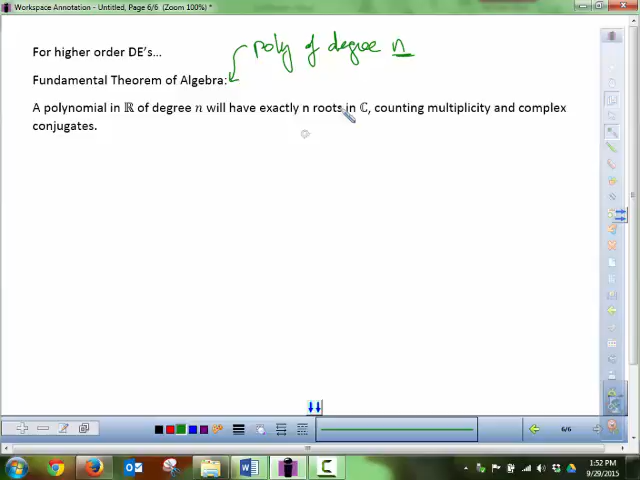 Workspace Annotation - Untitled, Page 6/6 (Zoom 100%) *
For higher order DE's...
poly of degree n
Fundamental Theorem of Algebra:
A polynomial in ℝ of degree n will have exactly n roots in ℂ, counting multiplicity and complex
conjugates.
6/6
1:52 PM
9/29/2015